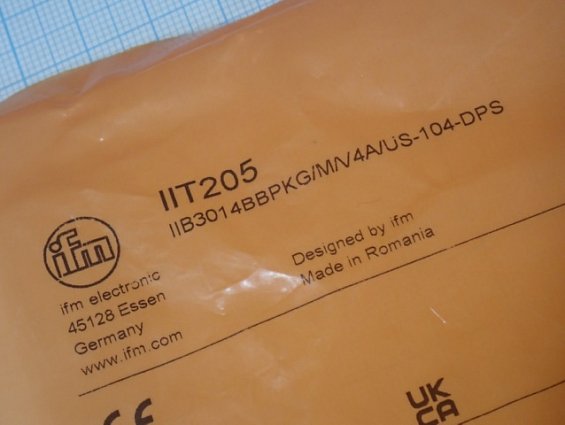 IIT205
IIB3014BBPKG/M/V4A/US-104-DPS
ifm
ifm electronic
45128 Essen
Germany
www.ifm.com
Designed by ifm
Made in Romania
CE
UK
CA